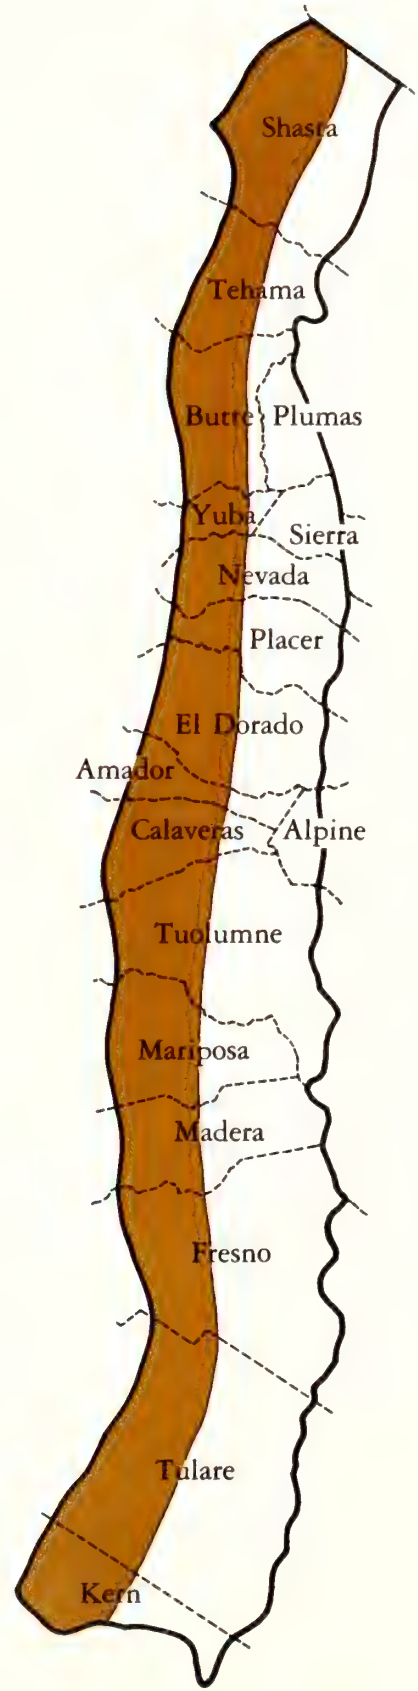 Shasta
Tehama
Butte Plumas
Yuba
Sierra
Nevada
Placer
El Dorado
Amador
Calaveras Alpine
Tuolumne
Mariposa
Madera
Fresno
Tulare
Kern